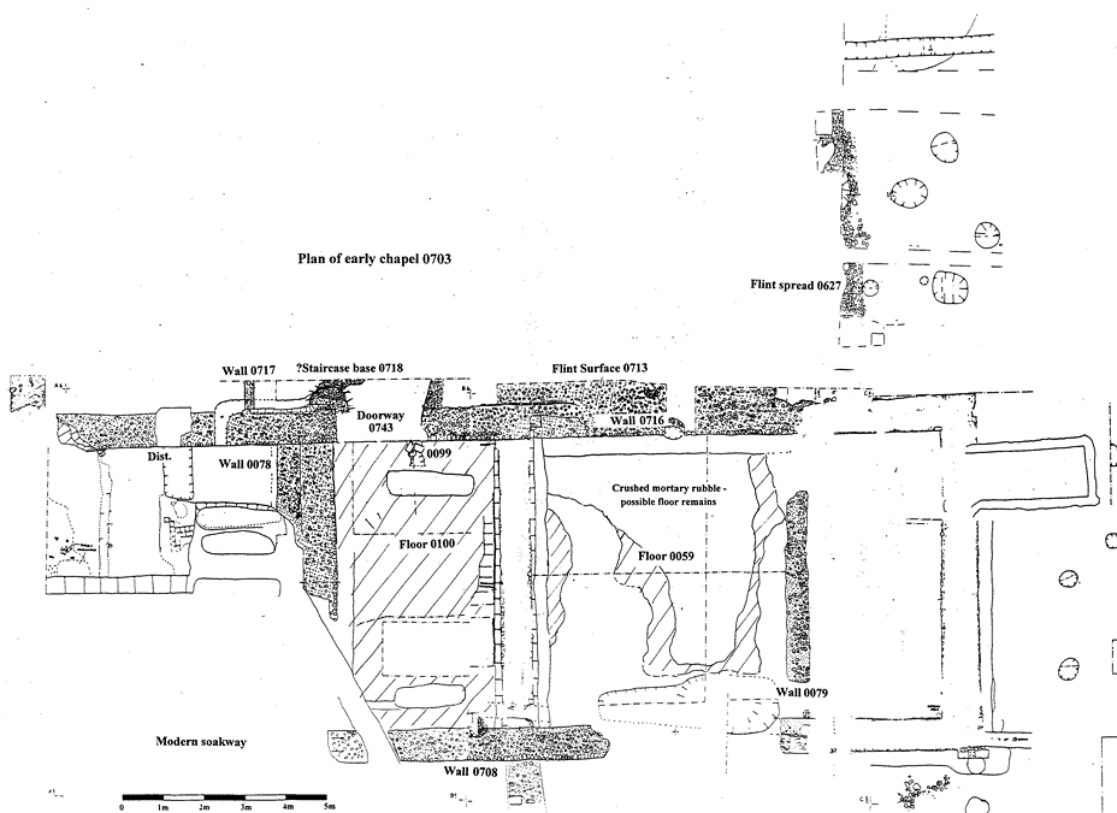 Plan of early chapel 0703
Flint spread 0627
Wall 0717
?Staircase base 0718
Flint Surface 0713
Doorway
0743
Wall 0716
Dist.
Wall 0078
0099
Crushed mortary rubble -
possible floor remains
Floor 0100
Floor 0059
Wall 0079
Modern soakway
Wall 0708
0 1m 2m 3m 4m 5m